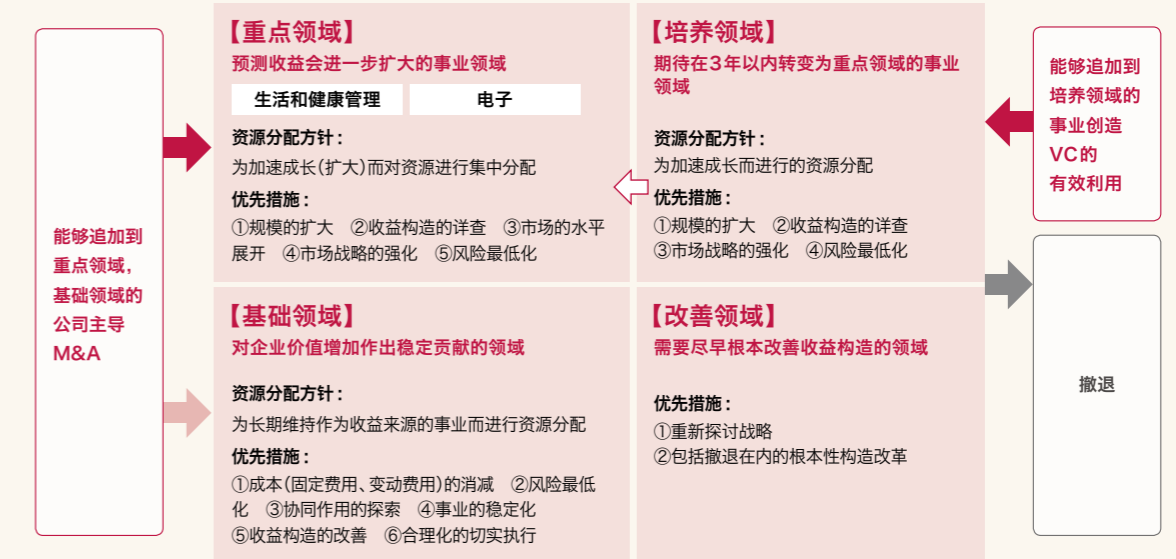 能够追加到
重点领域，
基础领域的
公司主导
M&A
【重点领域】
预测收益会进一步扩大的事业领域
生活和健康管理
电子
资源分配方针：
为加速成长（扩大）而对资源进行集中分配
优先措施：
①规模的扩大　②收益构造的详查　③市场的水平
展开　④市场战略的强化　⑤风险最低化
【培养领域】
期待在3年以内转变为重点领域的事业
领域
资源分配方针：
为加速成长而进行的资源分配
优先措施：
①规模的扩大　②收益构造的详查
③市场战略的强化　④风险最低化
【基础领域】
对企业价值增加作出稳定贡献的领域
资源分配方针：
为长期维持作为收益来源的事业而进行资源分配
优先措施：
①成本（固定费用、变动费用）的消减　②风险最低
化　③协同作用的探索　④事业的稳定化
⑤收益构造的改善　⑥合理化的切实执行
【改善领域】
需要尽早根本改善收益构造的领域
优先措施：
①重新探讨战略
②包括撤退在内的根本性构造改革
能够追加到
培养领域的
事业创造
VC的
有效利用
撤退